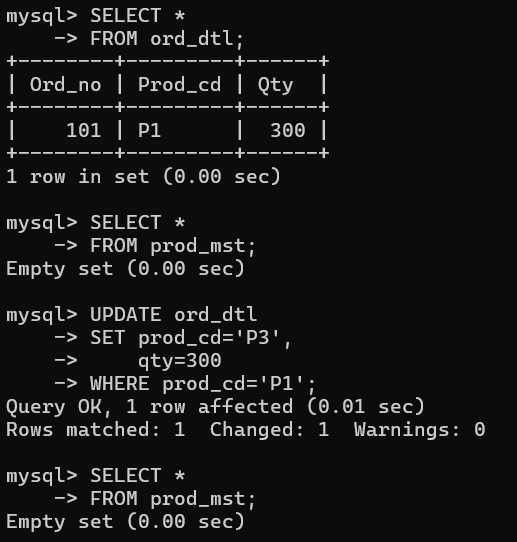 mysql> SELECT *
    -> FROM ord_dtl;
+--------+---------+------+
| Ord_no | Prod_cd | Qty  |
+--------+---------+------+
|    101 | P1      |  300 |
+--------+---------+------+
1 row in set (0.00 sec)

mysql> SELECT *
    -> FROM prod_mst;
Empty set (0.00 sec)

mysql> UPDATE ord_dtl
    -> SET prod_cd='P3',
    ->     qty=300
    -> WHERE prod_cd='P1';
Query OK, 1 row affected (0.01 sec)
Rows matched: 1  Changed: 1  Warnings: 0

mysql> SELECT *
    -> FROM prod_mst;
Empty set (0.00 sec)